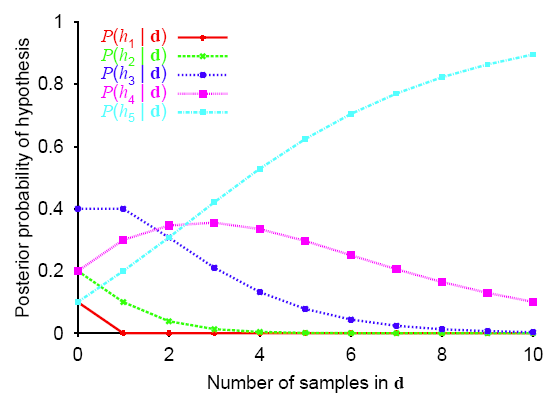 1
0.8
0.6
0.4
0.2
0
0 2 4 6 8 10
Posterior probability of hypothesis
Number of samples in d
P(h1 | d)
P(h2 | d)
P(h3 | d)
P(h4 | d)
P(h5 | d)